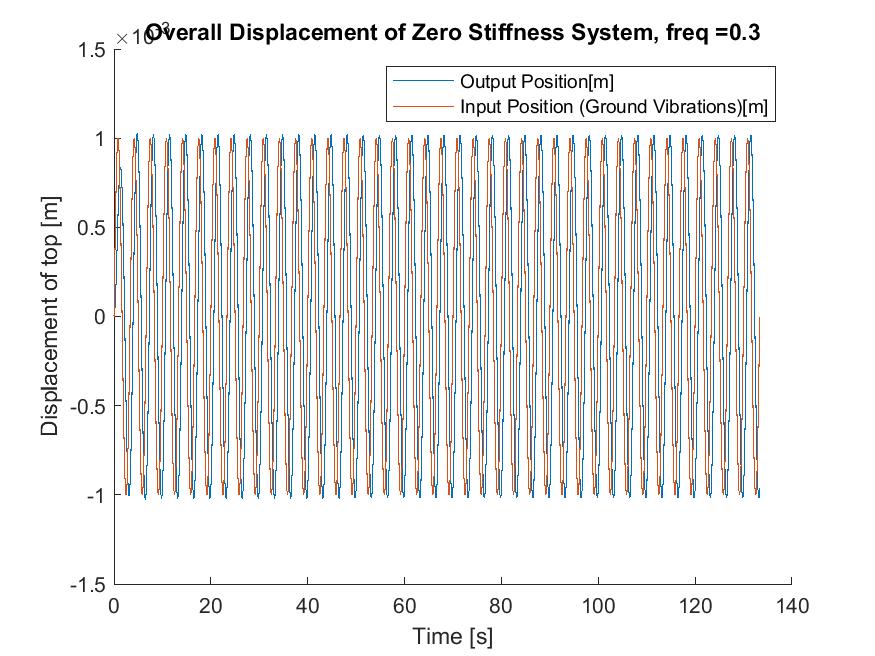 ×10-3
Overall Displacement of Zero Stiffness System, freq =0.3
Output Position[m]
Input Position (Ground Vibrations)[m]
Displacement of top [m]
1.5
1
0.5
0
-0.5
-1
-1.5
0 20 40 60 80 100 120 140
Time [s]